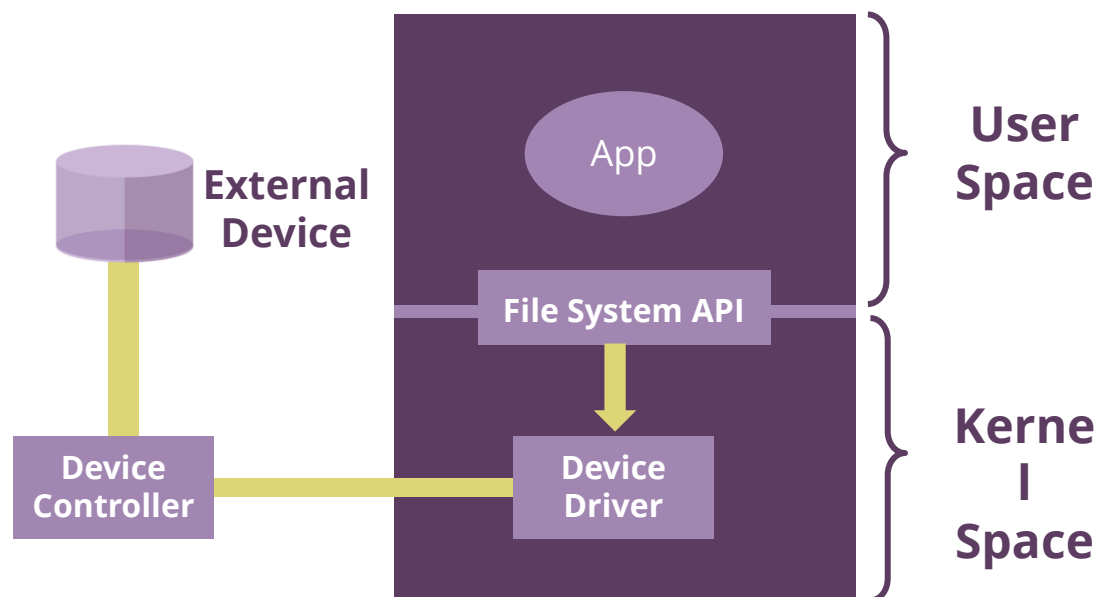 App
User
Space
External
Device
File System API
Device
Controller
Device
Driver
Kerne
l
Space